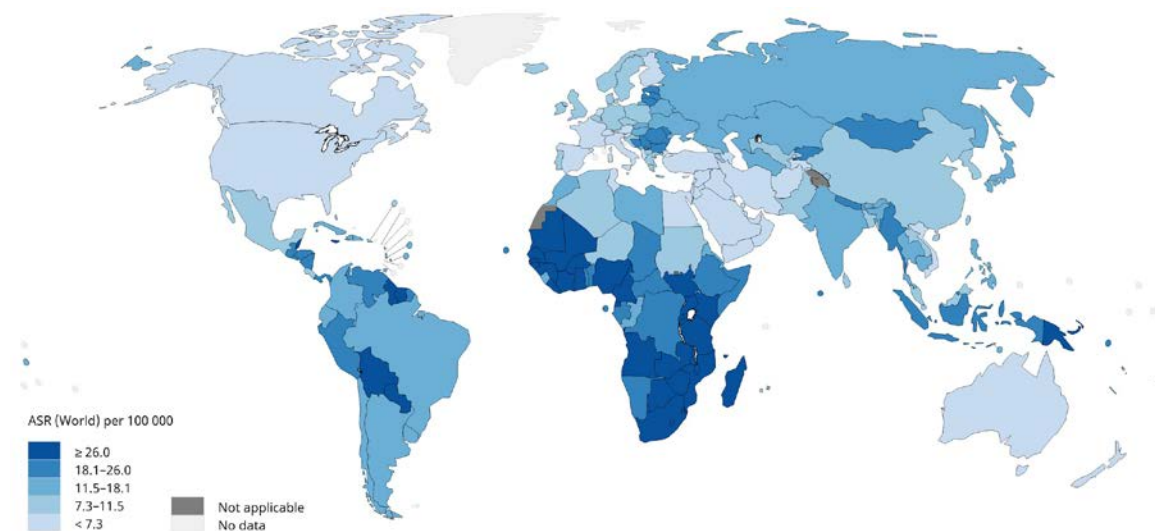 ASR (World) per 100 000
≥ 26.0
18.1–26.0
11.5–18.1
7.3–11.5
< 7.3
Not applicable
No data